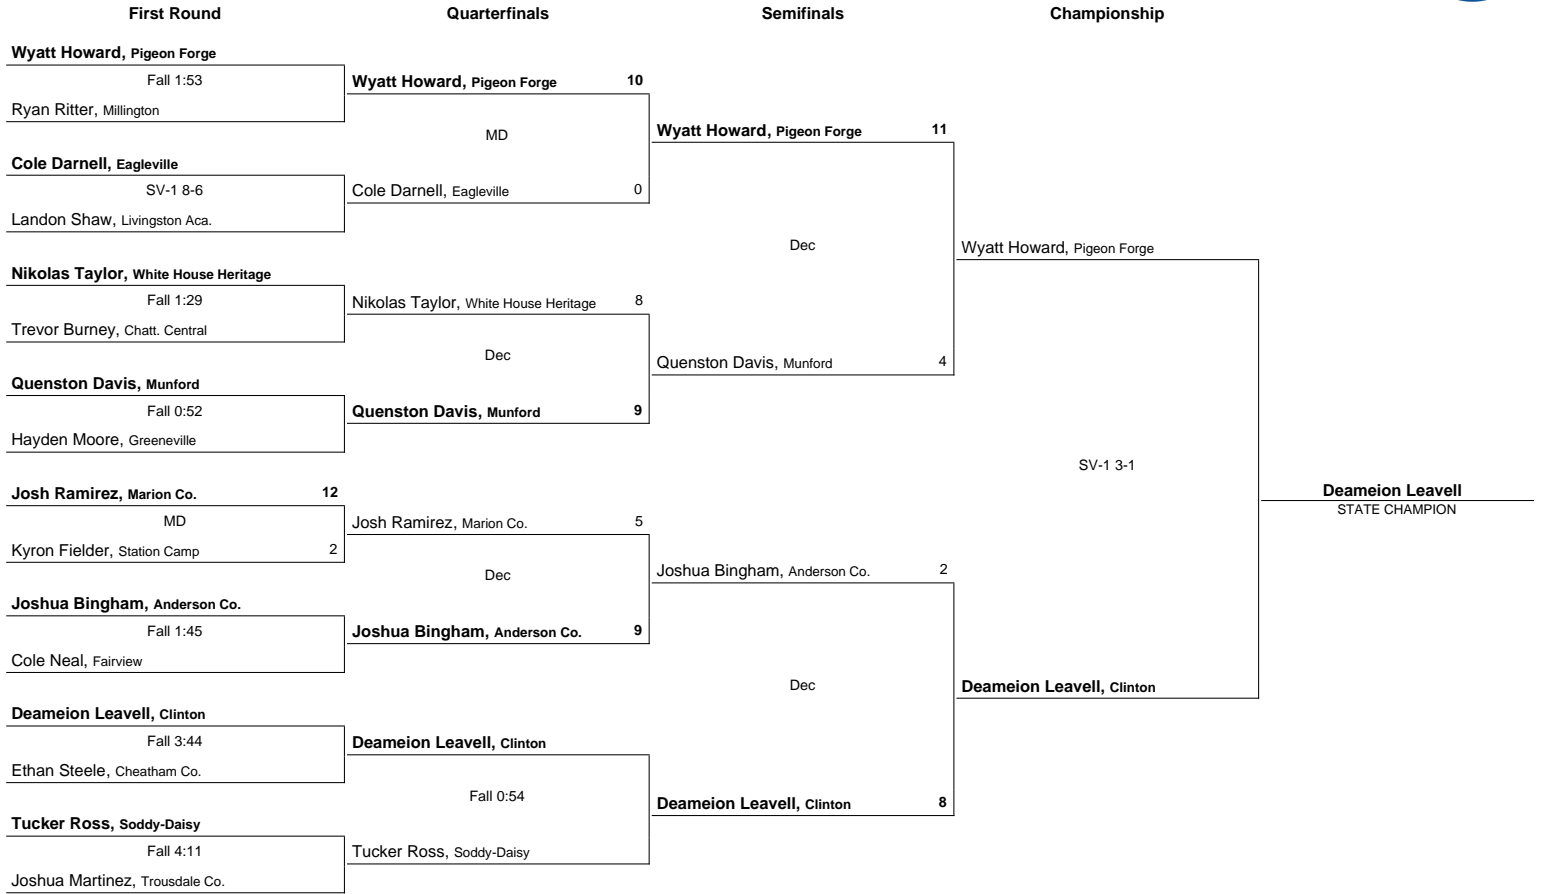 First Round
Quarterfinals
Semifinals
Championship
Wyatt Howard, Pigeon Forge
Fall 1:53
Ryan Ritter, Millington
Cole Darnell, Eagleville
SV-1 8-6
Landon Shaw, Livingston Aca.
Nikolas Taylor, White House Heritage
Fall 1:29
Trevor Burney, Chatt. Central
Quenston Davis, Munford
Fall 0:52
Hayden Moore, Greeneville
Josh Ramirez, Marion Co. 12
MD
Kyron Fielder, Station Camp 2
Joshua Bingham, Anderson Co.
Fall 1:45
Cole Neal, Fairview
Deameion Leavell, Clinton
Fall 3:44
Ethan Steele, Cheatham Co.
Tucker Ross, Soddy-Daisy
Fall 4:11
Joshua Martinez, Trousdale Co.
Wyatt Howard, Pigeon Forge 10
MD
Cole Darnell, Eagleville 0
Nikolas Taylor, White House Heritage 8
Dec
Quenston Davis, Munford 9
Josh Ramirez, Marion Co. 5
Dec
Joshua Bingham, Anderson Co. 9
Deameion Leavell, Clinton
Fall 0:54
Tucker Ross, Soddy-Daisy
Wyatt Howard, Pigeon Forge 11
Dec
Quenston Davis, Munford 4
Joshua Bingham, Anderson Co. 2
Dec
Deameion Leavell, Clinton 8
Wyatt Howard, Pigeon Forge
SV-1 3-1
Deameion Leavell, Clinton
Deameion Leavell
STATE CHAMPION